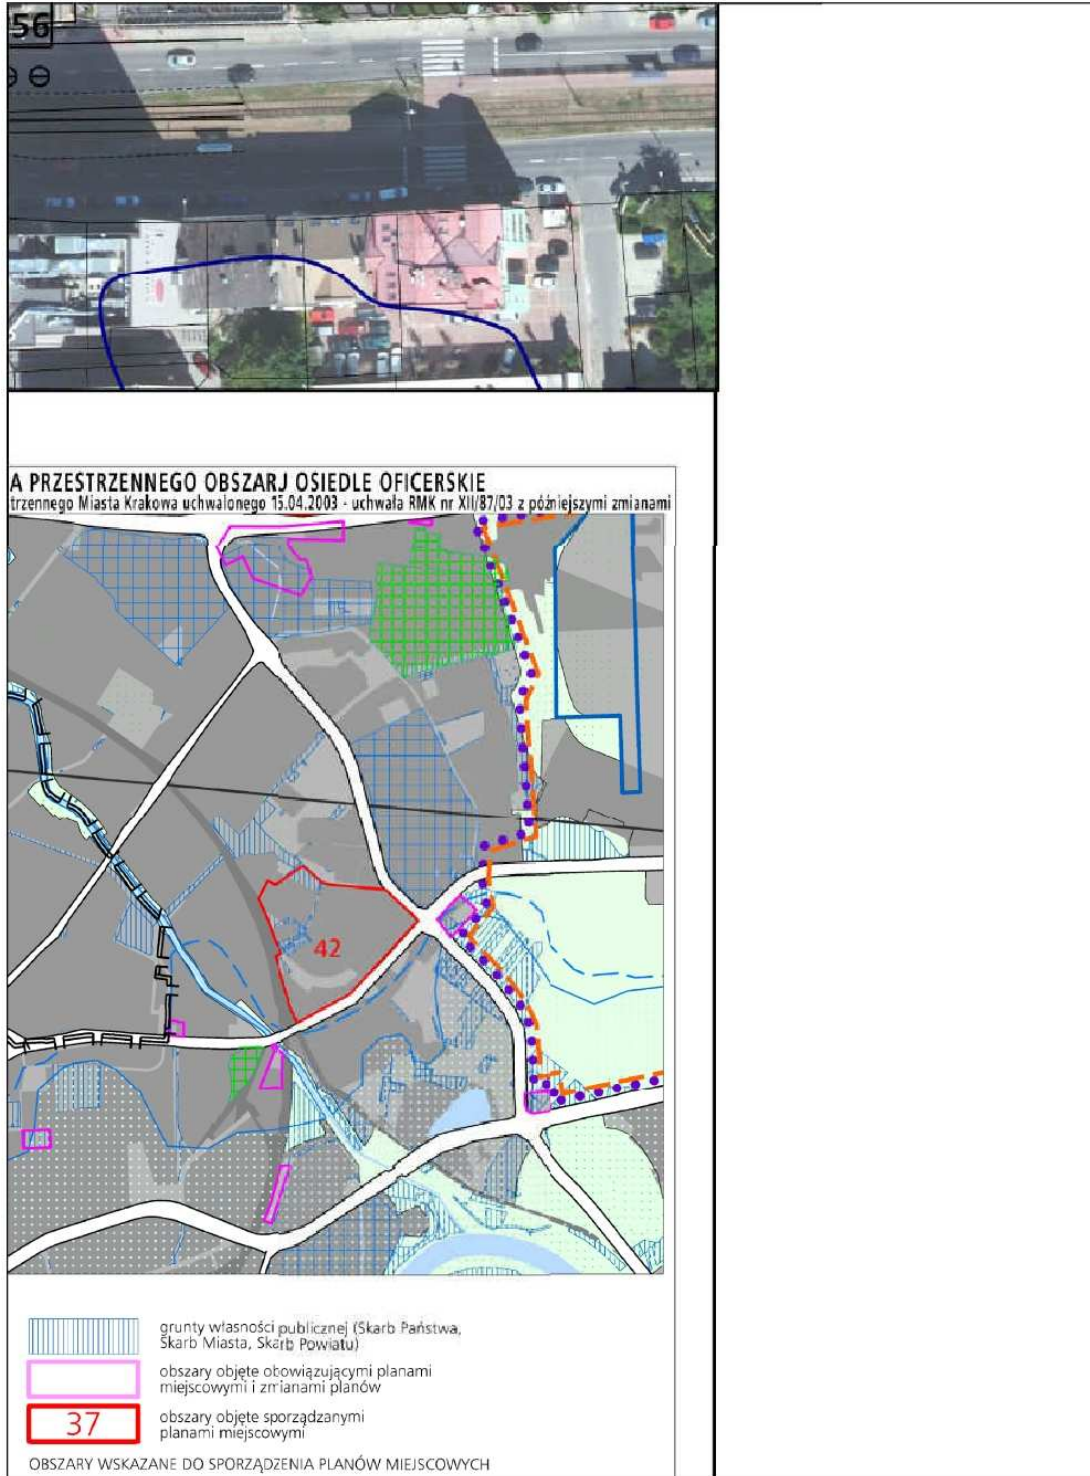 56
A PRZESTRZENNEGO OBSZARJ OSIEDLE OFICERSKIE
trzennego Miasta Krakowa uchwalonego 15.04.2003 - uchwała RMK nr XII/87/03 z późniejszymi zmianami
42
grunty własności publicznej (Skarb Państwa,
Skarb Miasta, Skarb Powiatu)
obszary objęte obowiązującymi planami
miejscowymi i zmianami planów
37
obszary objęte sporządzanymi
planami miejscowymi
OBSZARY WSKAZANE DO SPORZĄDZENIA PLANÓW MIEJSCOWYCH